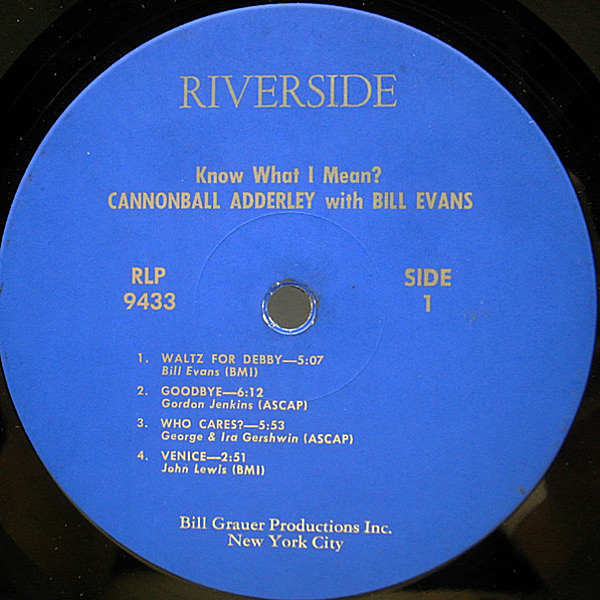 RIVERSIDE
Know What I Mean?
CANNONBALL ADDERLEY with BILL EVANS
RLP
9433
SIDE
1
1. WALTZ FOR DEBBY—5:07
Bill Evans (BMI)
2. GOODBYE—6:12
Gordon Jenkins (ASCAP)
3. WHO CARES?—5:53
George & Ira Gershwin (ASCAP)
4. VENICE—2:51
John Lewis (BMI)
Bill Grauer Productions Inc.
New York City